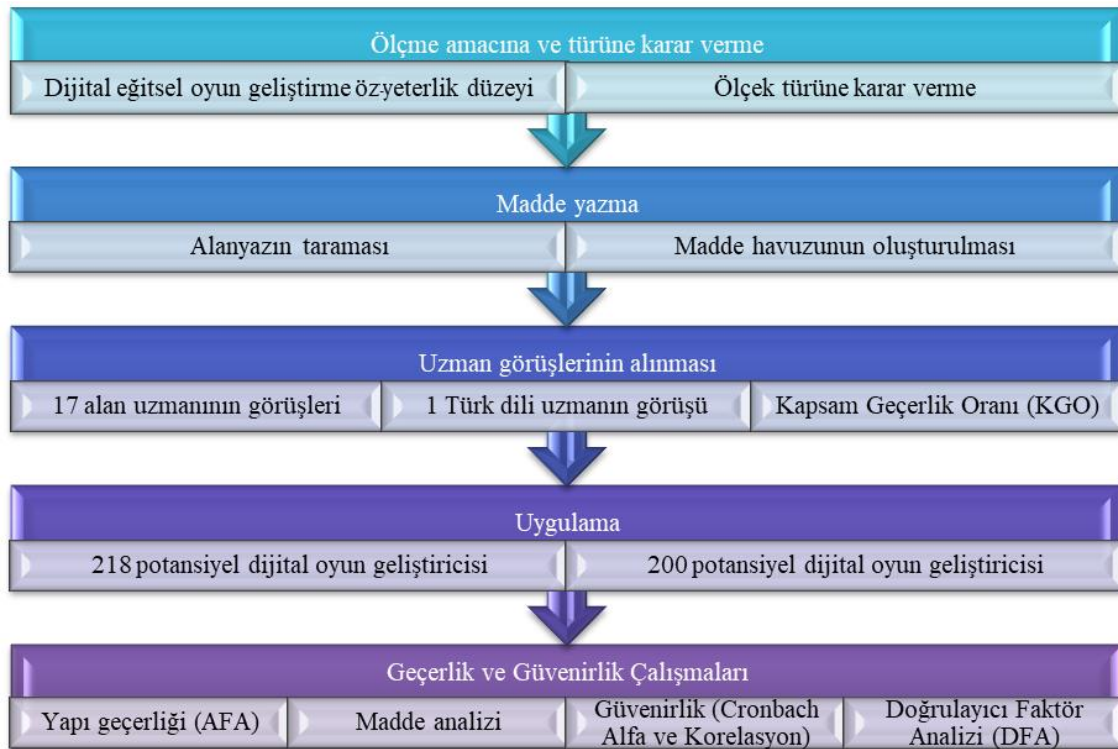 Ölçme amacına ve türüne karar verme
Dijital eğitsel oyun geliştirme öz-yeterlik düzeyi
Ölçek türüne karar verme
Madde yazma
Alanyazın taraması
Madde havuzunun oluşturulması
Uzman görüşlerinin alınması
17 alan uzmanının görüşleri
1 Türk dili uzmanın görüşü
Kapsam Geçerlik Oranı (KGO)
Uygulama
218 potansiyel dijital oyun geliştiricisi
200 potansiyel dijital oyun geliştiricisi
Geçerlik ve Güvenirlik Çalışmaları
Yapı geçerliği (AFA)
Madde analizi
Güvenirlik (Cronbach
Alfa ve Korelasyon)
Doğrulayıcı Faktör
Analizi (DFA)